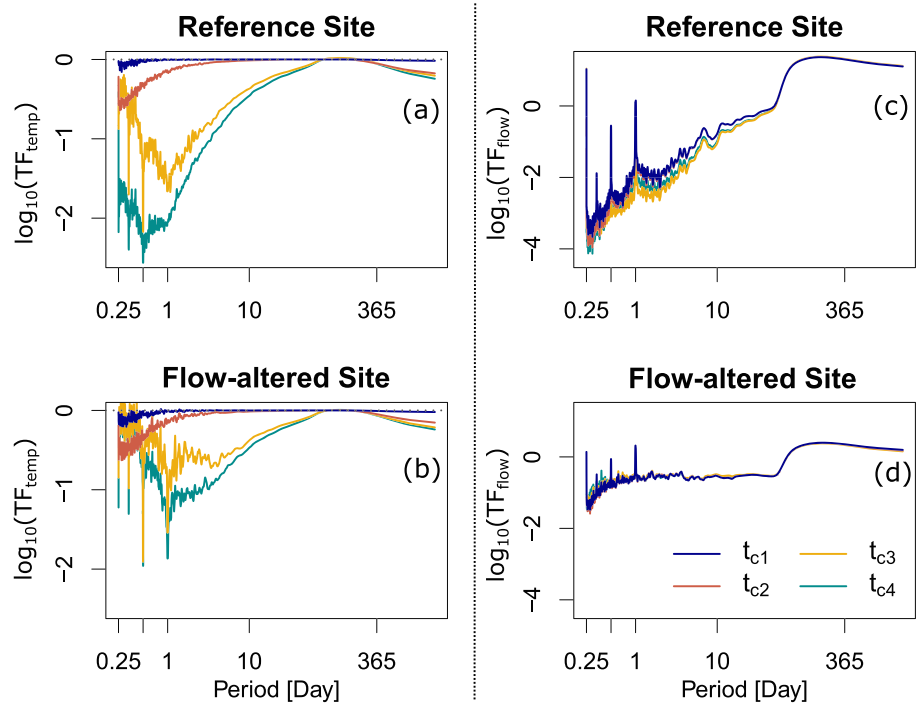 Reference Site
log10(TFtemp)
0
-1
-2
(a)
0.25 1 10 365
Reference Site
log10(TFflow)
0
-2
-4
(c)
0.25 1 10 365
Flow-altered Site
log10(TFtemp)
0
-1
-2
(b)
0.25 1 10 365
Period [Day]
Flow-altered Site
log10(TFflow)
0
-2
-4
(d)
tc1 tc3
tc2 tc4
0.25 1 10 365
Period [Day]